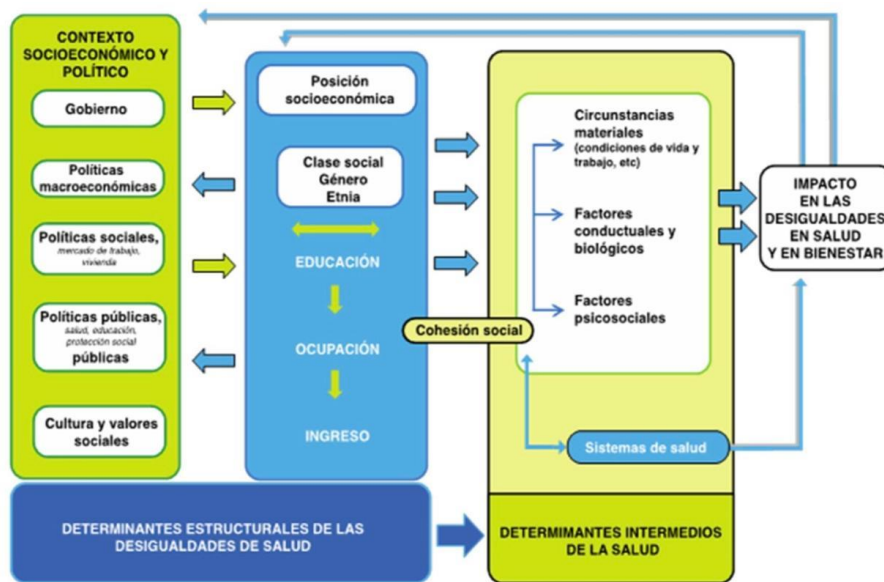 CONTEXTO
SOCIOECONÓMICO Y
POLÍTICO
Gobierno
Políticas
macroeconómicas
Políticas sociales,
mercado de trabajo,
vivienda
Políticas públicas,
salud, educación,
protección social
públicas
Cultura y valores
sociales
Posición
socioeconómica
Clase social
Género
Etnia
EDUCACIÓN
OCUPACIÓN
INGRESO
Cohesión social
Circunstancias
materiales
(condiciones de vida y
trabajo, etc)
Factores
conductuales y
biológicos
Factores
psicosociales
Sistemas de salud
IMPACTO
EN LAS
DESIGUALDADES
EN SALUD
Y EN BIENESTAR
DETERMINANTES ESTRUCTURALES DE LAS
DESIGUALDADES DE SALUD
DETERMIMANTES INTERMEDIOS
DE LA SALUD